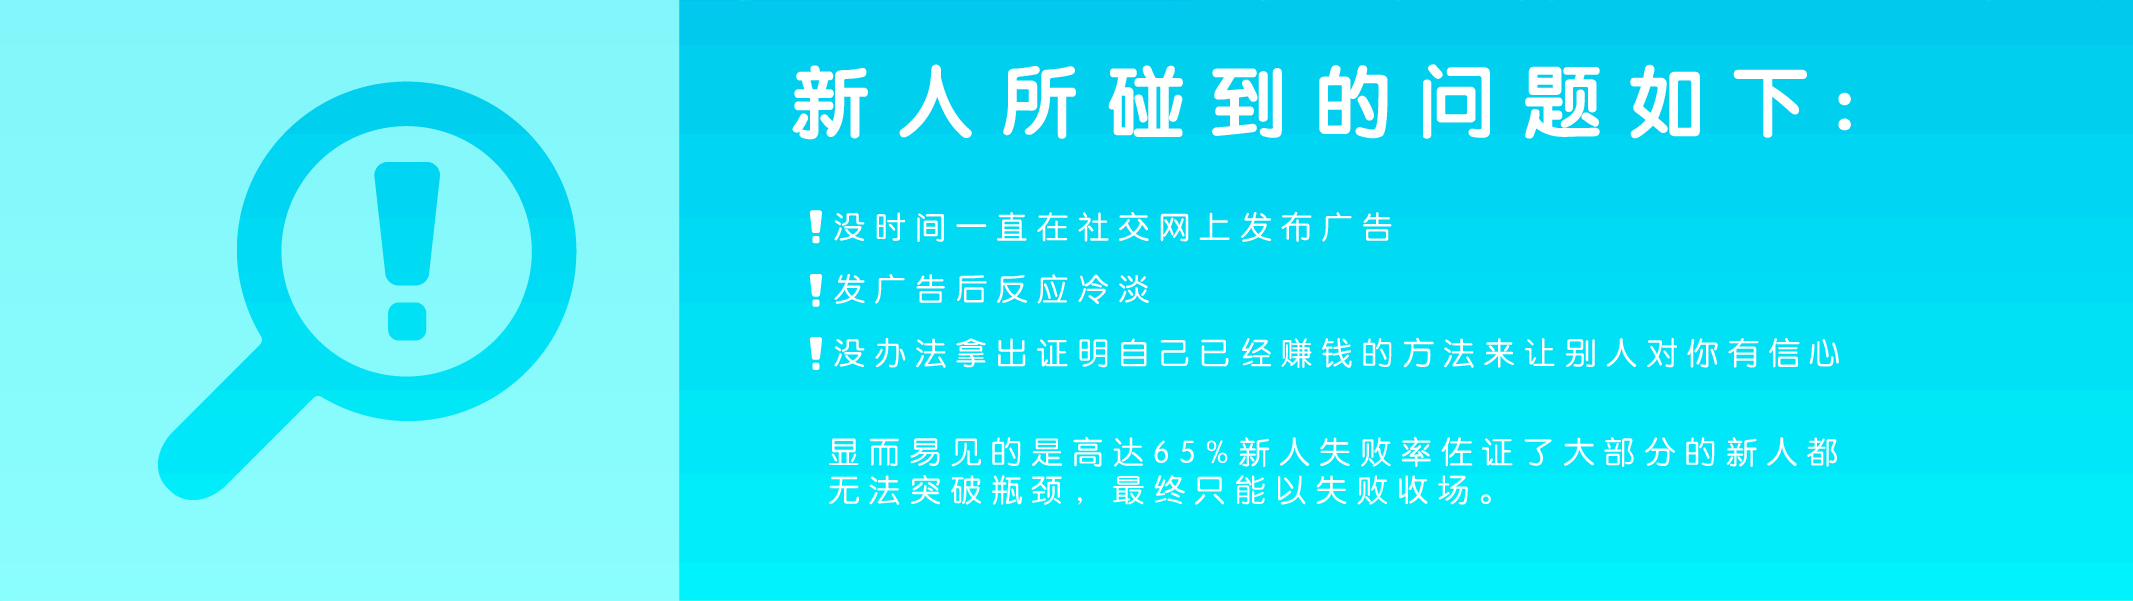 新人所碰到的问题如下：
没时间一直在社交网上发布广告
发广告后反应冷淡
没办法拿出证明自己已经赚钱的方法来让别人对你有信心
显而易见的是高达65%新人失败率佐证了大部分的新人都
无法突破瓶颈，最终只能以失败收场。